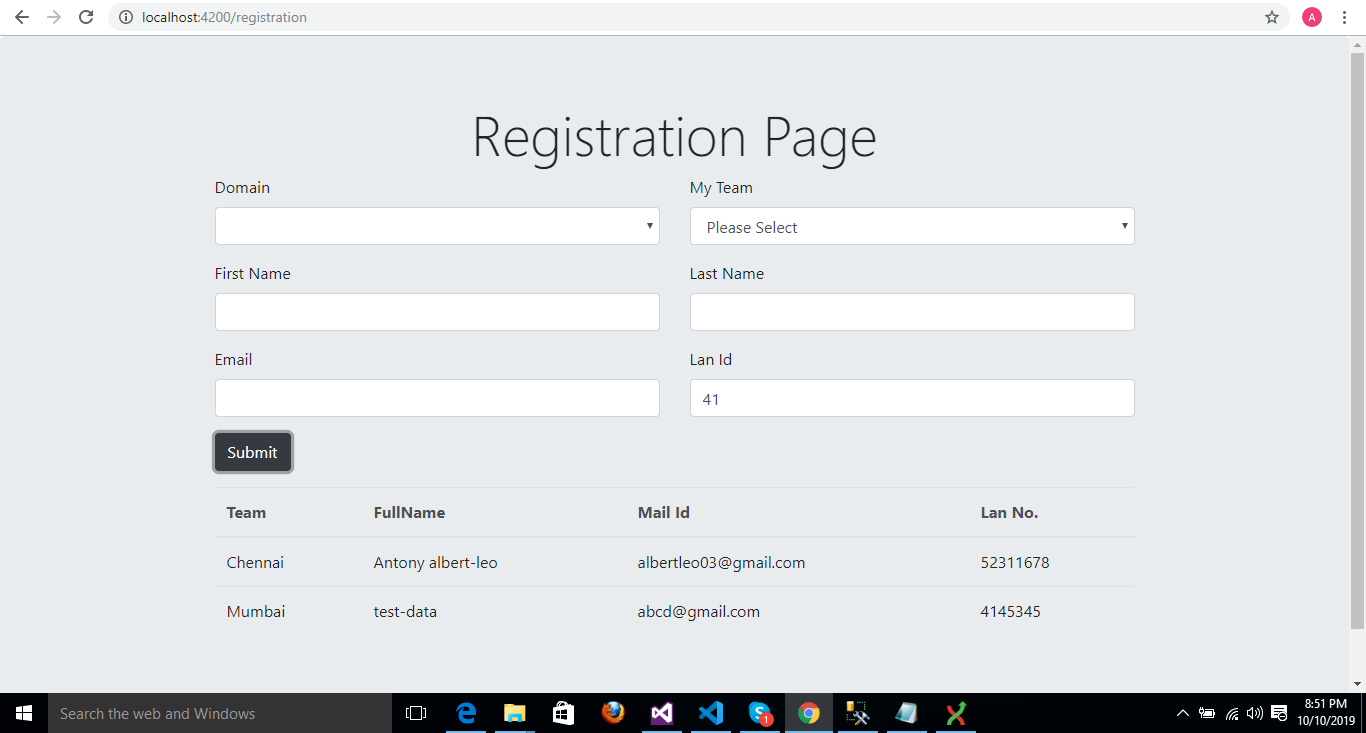 localhost:4200/registration
A
Registration Page
Domain My Team
Please Select
First Name Last Name
Email Lan Id
41
Submit
Team FullName Mail Id Lan No.
Chennai Antony albert-leo albertleo03@gmail.com 52311678
Mumbai test-data abcd@gmail.com 4145345
Search the web and Windows
1
8:51 PM
10/10/2019